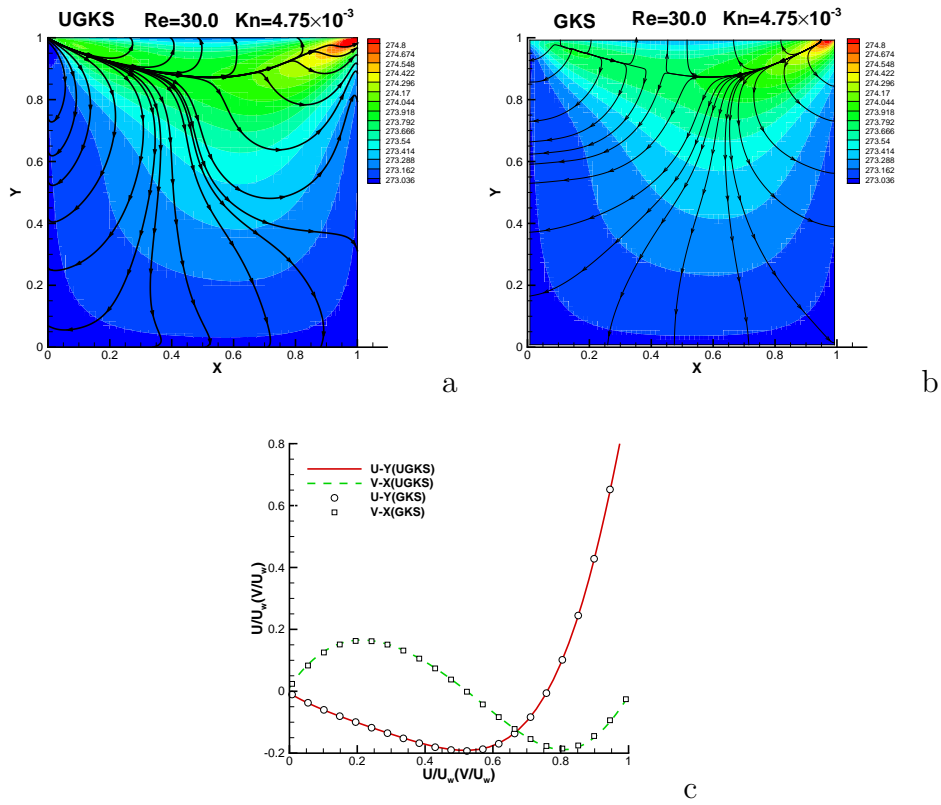 UGKS Re=30.0 Kn=4.75×10⁻³
1
0.8
0.6
0.4
0.2
0
Y
0 0.2 0.4 0.6 0.8 1
X
274.8
274.674
274.548
274.422
274.296
274.17
274.044
273.918
273.792
273.666
273.54
273.414
273.288
273.162
273.036
a
GKS Re=30.0 Kn=4.75×10⁻³
1
0.8
0.6
0.4
0.2
0
Y
0 0.2 0.4 0.6 0.8 1
X
274.8
274.674
274.548
274.422
274.296
274.17
274.044
273.918
273.792
273.666
273.54
273.414
273.288
273.162
273.036
b
0.8
0.6
0.4
0.2
0
-0.2
U/U_w(V/U_w)
U-Y(UGKS)
V-X(UGKS)
U-Y(GKS)
V-X(GKS)
0 0.2 0.4 0.6 0.8 1
U/U_w(V/U_w)
c